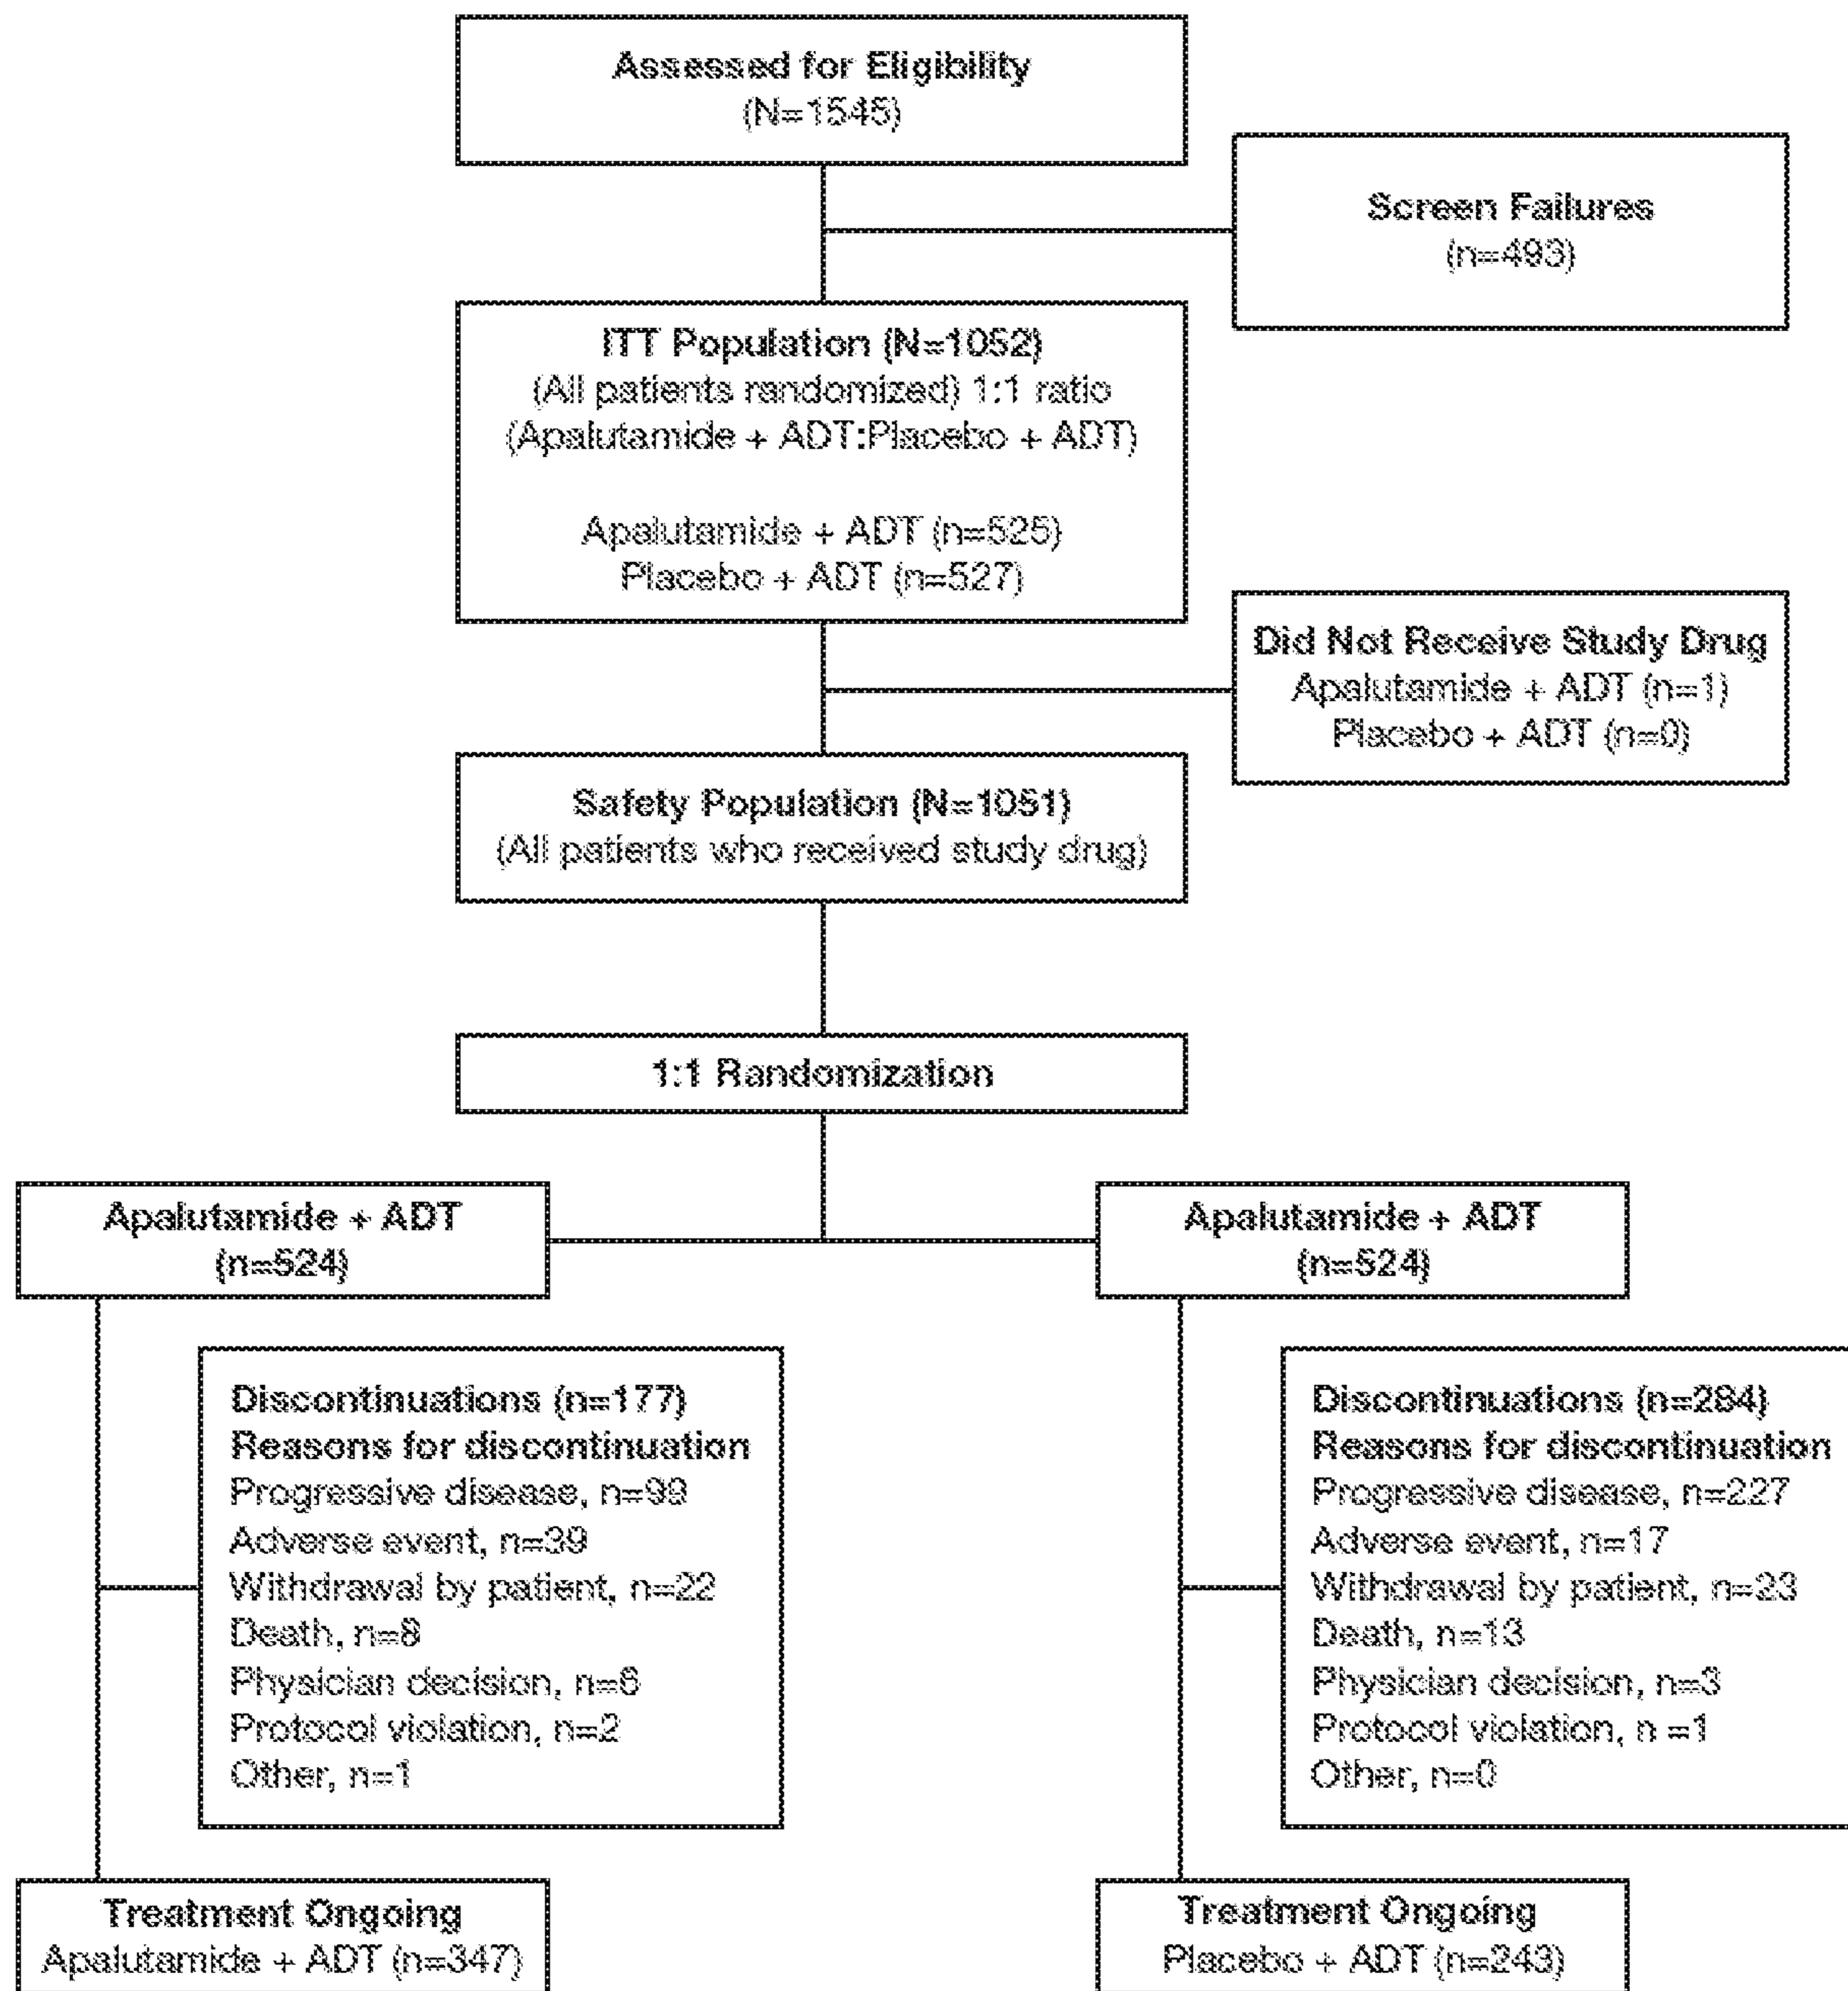 Assessed for Eligibility
(N=1545)
Screen Failures
(n=493)
ITT Population (N=1052)
(All patients randomized) 1:1 ratio
(Apalutamide + ADT:Placebo + ADT)
Apalutamide + ADT (n=525)
Placebo + ADT (n=527)
Did Not Receive Study Drug
Apalutamide + ADT (n=1)
Placebo + ADT (n=0)
Safety Population (N=1051)
(All patients who received study drug)
1:1 Randomization
Apalutamide + ADT
(n=524)
Discontinuations (n=177)
Reasons for discontinuation
Progressive disease, n=99
Adverse event, n=39
Withdrawal by patient, n=22
Death, n=8
Physician decision, n=6
Protocol violation, n=2
Other, n=1
Treatment Ongoing
Apalutamide + ADT (n=347)
Apalutamide + ADT
(n=524)
Discontinuations (n=284)
Reasons for discontinuation
Progressive disease, n=227
Adverse event, n=17
Withdrawal by patient, n=23
Death, n=13
Physician decision, n=3
Protocol violation, n =1
Other, n=0
Treatment Ongoing
Placebo + ADT (n=243)